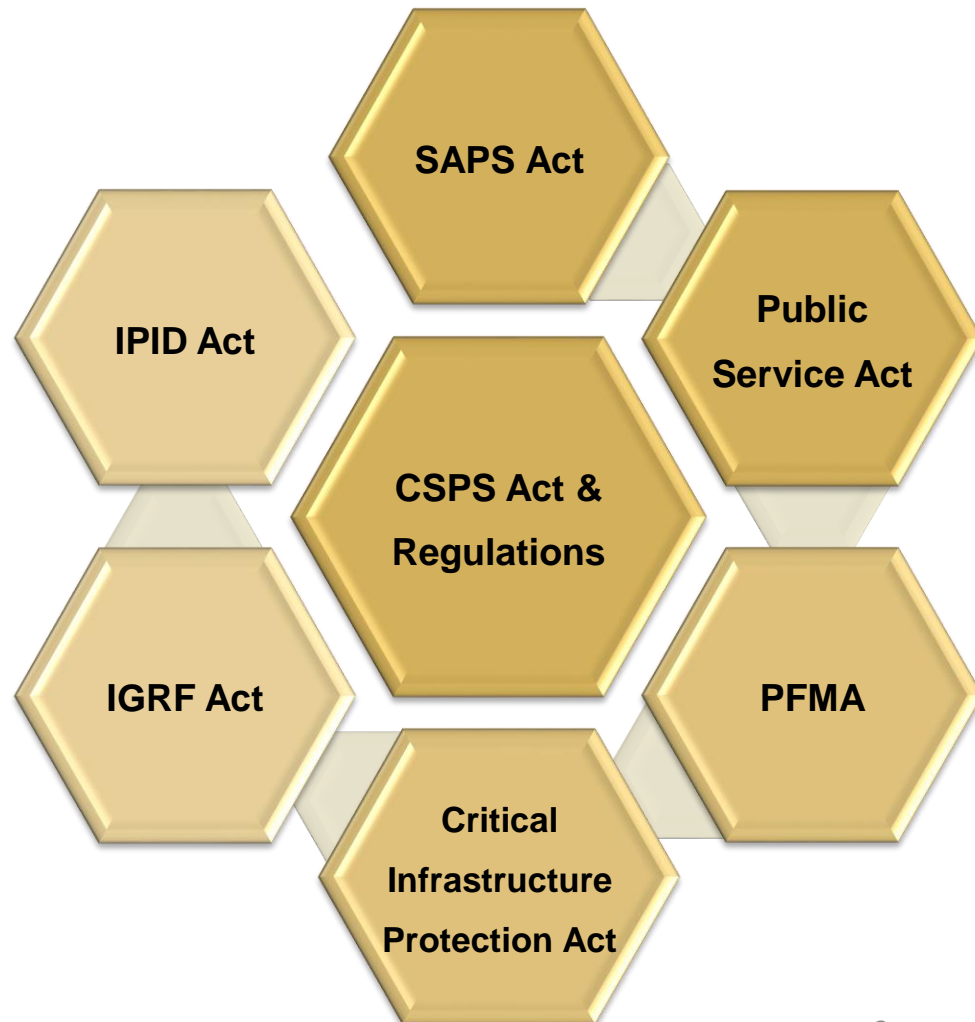 SAPS Act
Public
Service Act
IPID Act
CSPS Act &
Regulations
IGRF Act
PFMA
Critical
Infrastructure
Protection Act